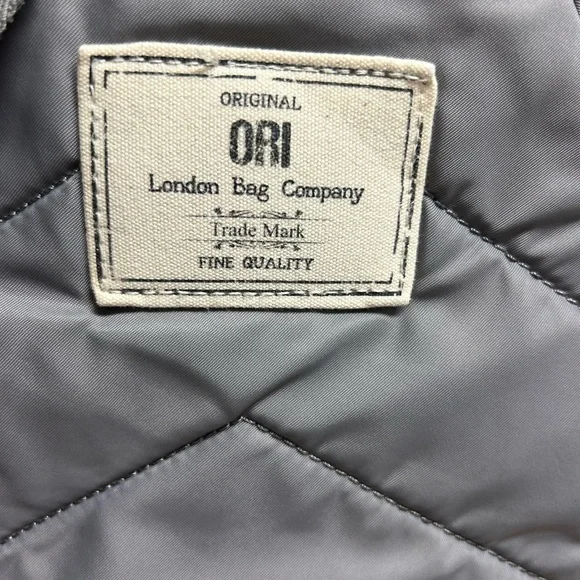 ORIGINAL
ORI
London Bag Company
Trade Mark
FINE QUALITY